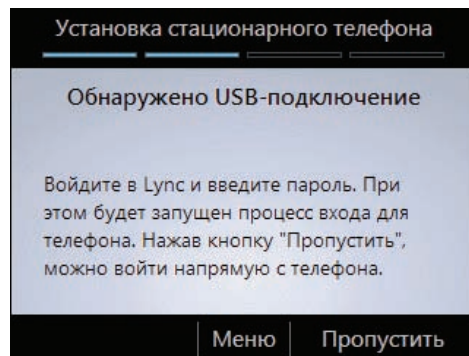 Установка стационарного телефона
Обнаружено USB-подключение
Войдите в Lync и введите пароль. При
этом будет запущен процесс входа для
телефона. Нажав кнопку "Пропустить",
можно войти напрямую с телефона.
Меню Пропустить